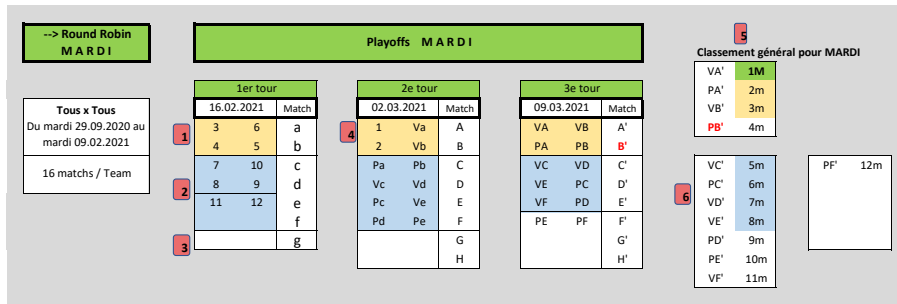 --> Round Robin
M A R D I
Playoffs M A R D I
5
Classement général pour MARDI
VA' 1M
PA' 2m
VB' 3m
PB' 4m
1er tour
16.02.2021 Match
3 6 a
4 5 b
7 10 c
8 9 d
11 12 e
f
g
2e tour
02.03.2021 Match
1 Va A
2 Vb B
Pa Pb C
Vc Vd D
Pc Ve E
Pd Pe F
G
H
3e tour
09.03.2021 Match
VA VB A'
PA PB B'
VC VD C'
VE PC D'
VF PD E'
PE PF F'
G'
H'
Tous x Tous
Du mardi 29.09.2020 au
mardi 09.02.2021
16 matchs / Team
1
2
3
4
6
VC' 5m
PC' 6m
VD' 7m
VE' 8m
PD' 9m
PE' 10m
VF' 11m
PF' 12m